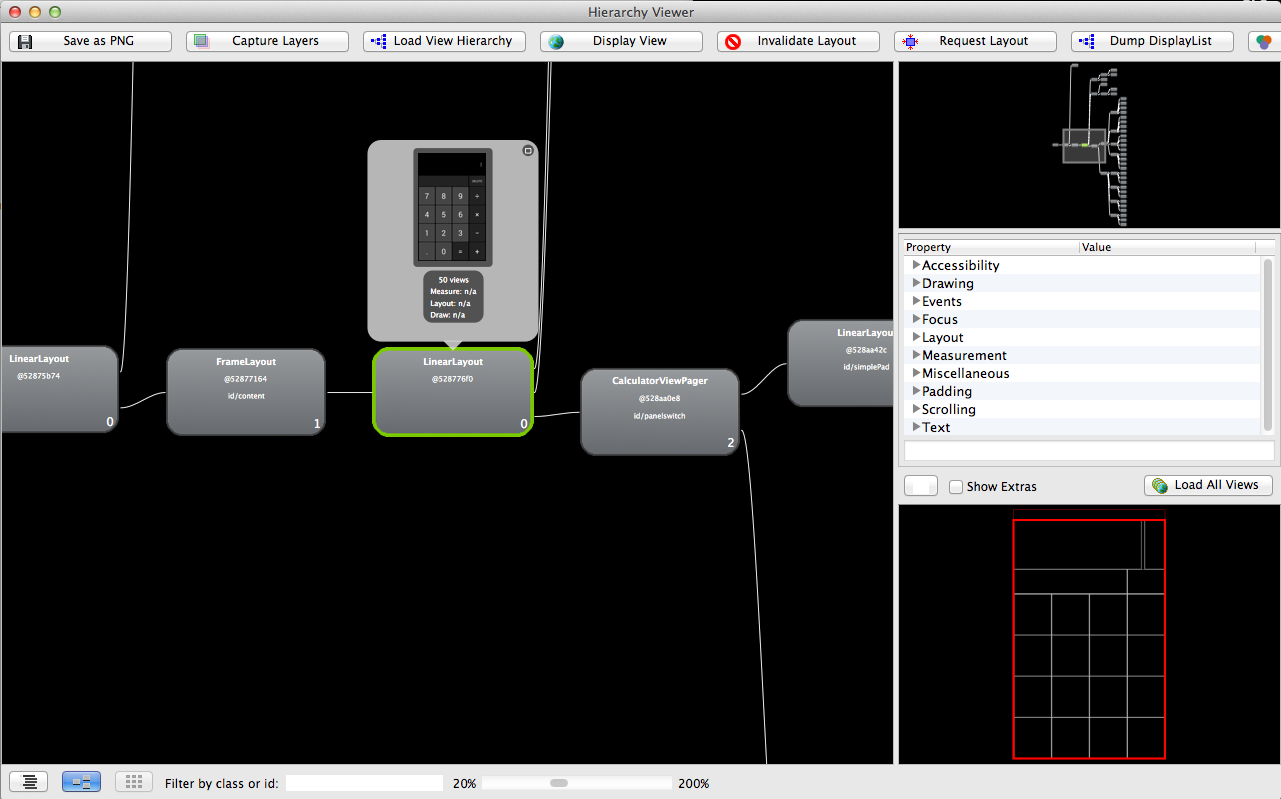 Hierarchy Viewer
Save as PNG
Capture Layers
Load View Hierarchy
Display View
Invalidate Layout
Request Layout
Dump DisplayList
7 8 9 ÷
4 5 6 ×
1 2 3 −
. 0 = +
50 views
Measure: n/a
Layout: n/a
Draw: n/a
LinearLayout
@52875b74
0
FrameLayout
@52877164
id/content
1
LinearLayout
@528776f0
0
CalculatorViewPager
@528aa0e8
id/panelswitch
2
LinearLayou
@528aa42c
id/simplePad
Property Value
Accessibility
Drawing
Events
Focus
Layout
Measurement
Miscellaneous
Padding
Scrolling
Text
Show Extras
Load All Views
Filter by class or id:
20%
200%